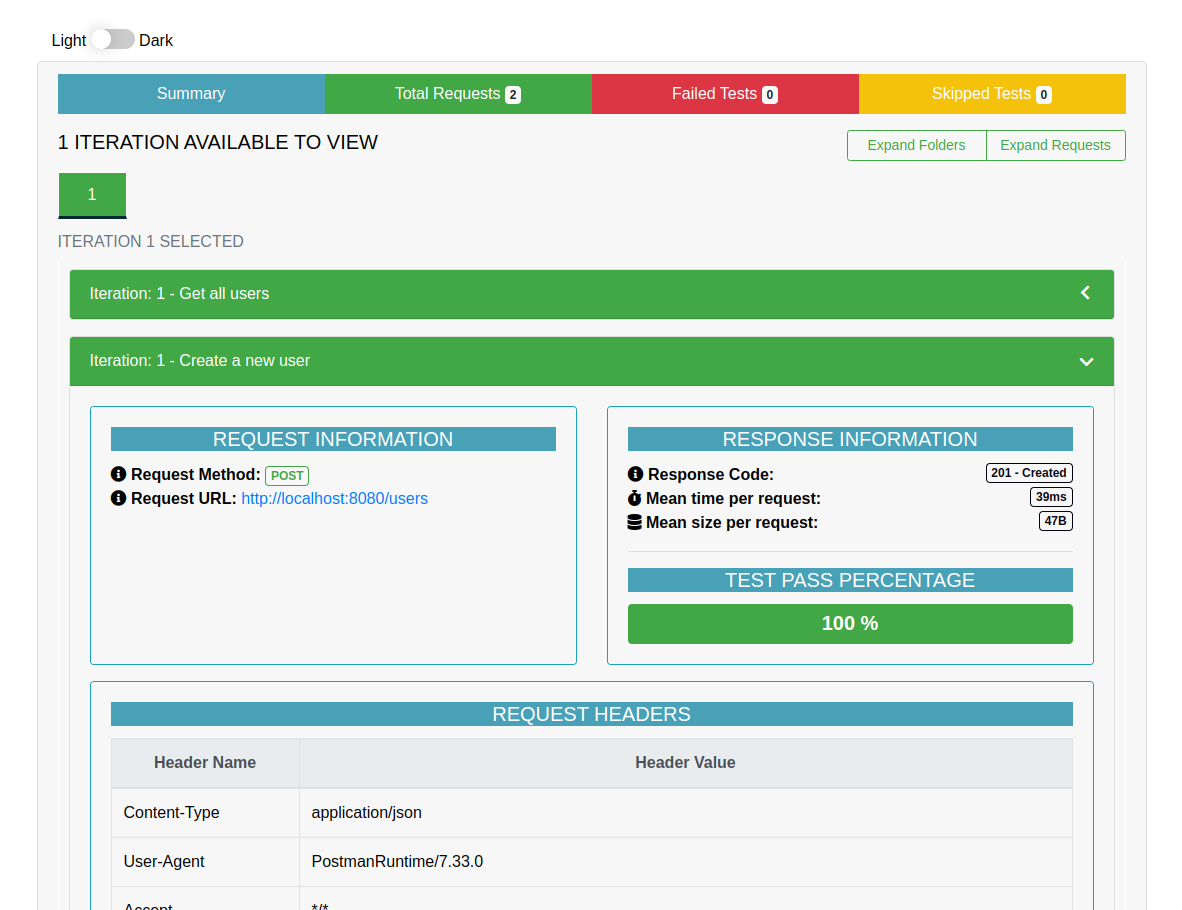 Light Dark
Summary Total Requests 2 Failed Tests 0 Skipped Tests 0
1 ITERATION AVAILABLE TO VIEW Expand Folders Expand Requests
1
ITERATION 1 SELECTED
Iteration: 1 - Get all users
Iteration: 1 - Create a new user
REQUEST INFORMATION
Request Method: POST
Request URL: http://localhost:8080/users
RESPONSE INFORMATION
Response Code: 201 - Created
Mean time per request: 39ms
Mean size per request: 47B
TEST PASS PERCENTAGE
100 %
REQUEST HEADERS
Header Name Header Value
Content-Type application/json
User-Agent PostmanRuntime/7.33.0
Accept */*